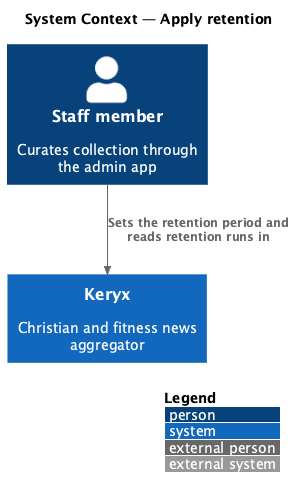 System Context — Apply retention
Staff member
Curates collection through
the admin app
Sets the retention period and
reads retention runs in
Keryx
Christian and fitness news
aggregator
Legend
person
system
external person
external system